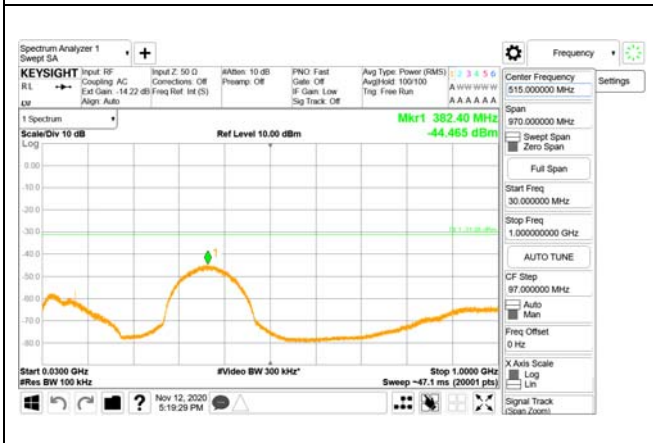 Spectrum Analyzer 1
Swept SA
Frequency
KEYSIGHT
Input: RF
Coupling: AC
Ext Gain: -14.22 dB
Align: Auto
Input Z: 50 Ω
Corrections: Off
Freq Ref: Int (S)
#Atten: 10 dB
Preamp: Off
PNO: Fast
Gate: Off
IF Gain: Low
Sig Track: Off
Avg Type: Power (RMS)
Avg|Hold: 100/100
Trig: Free Run
1 2 3 4 5 6
A W W W W W
A A A A A A
RL
1 Spectrum
Scale/Div 10 dB
Log
Ref Level 10.00 dBm
Mkr1 382.40 MHz
-44.465 dBm
0.00
-10.0
-20.0
-30.0
-40.0
-50.0
-60.0
-70.0
-80.0
1
Start 0.0300 GHz
#Res BW 100 kHz
#Video BW 300 kHz*
Stop 1.0000 GHz
Sweep ~47.1 ms (20001 pts)
Nov 12, 2020
5:19:29 PM
Center Frequency
515.000000 MHz
Settings
Span
970.000000 MHz
Swept Span
Zero Span
Full Span
Start Freq
30.000000 MHz
Stop Freq
1.000000000 GHz
AUTO TUNE
CF Step
97.000000 MHz
Auto
Man
Freq Offset
0 Hz
X Axis Scale
Log
Lin
Signal Track
(Span Zoom)